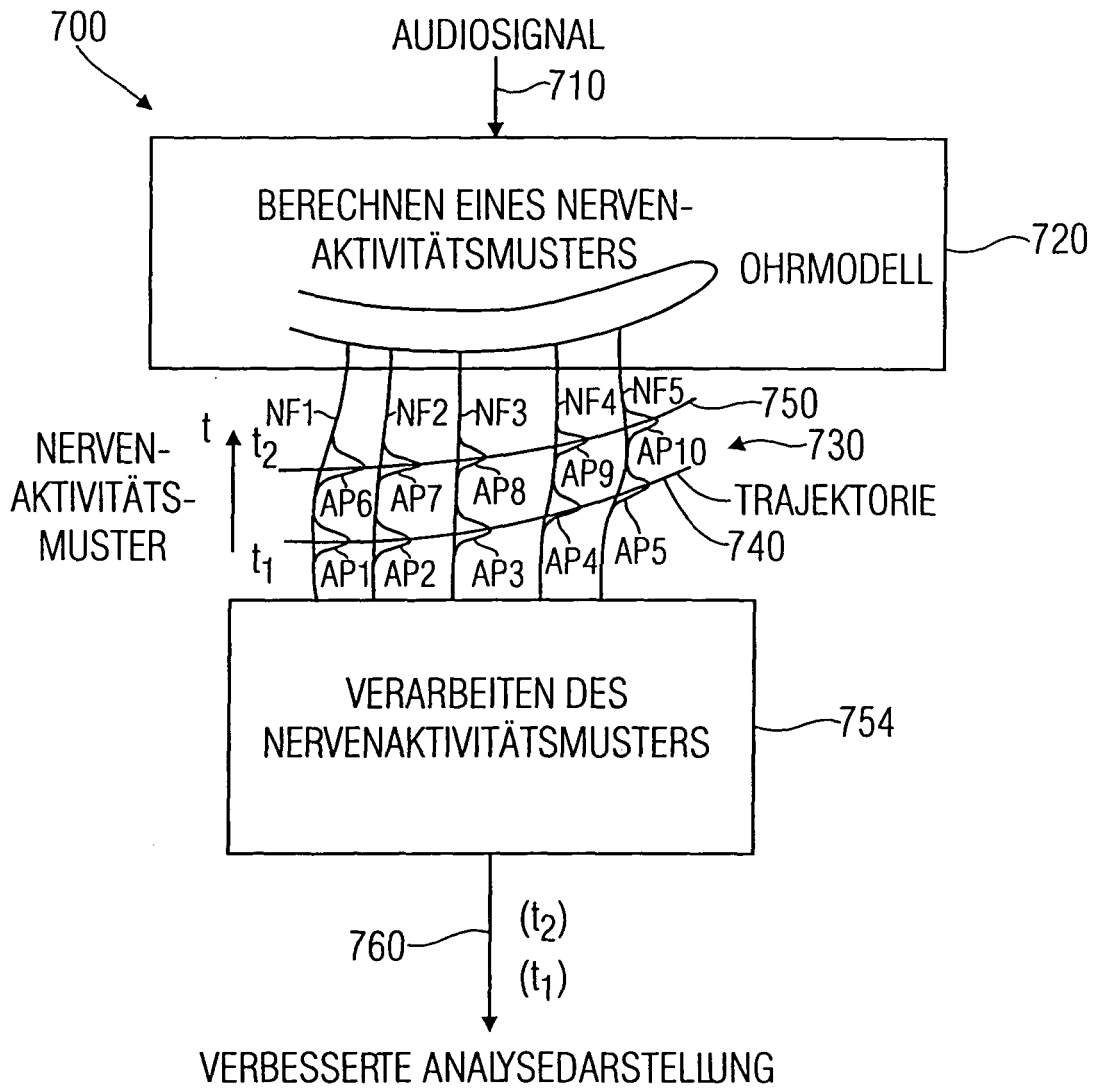 700
AUDIOSIGNAL
710
BERECHNEN EINES NERVEN-
AKTIVITÄTSMUSTERS
OHRMODELL
720
NERVEN-
AKTIVITÄTS-
MUSTER
t
t2
t1
NF1
NF2
NF3
NF4
NF5
750
AP6
AP7
AP8
AP9
AP10
730
TRAJEKTORIE
740
AP1
AP2
AP3
AP4
AP5
VERARBEITEN DES
NERVENAKTIVITÄTSMUSTERS
754
760
(t2)
(t1)
VERBESSERTE ANALYSEDARSTELLUNG